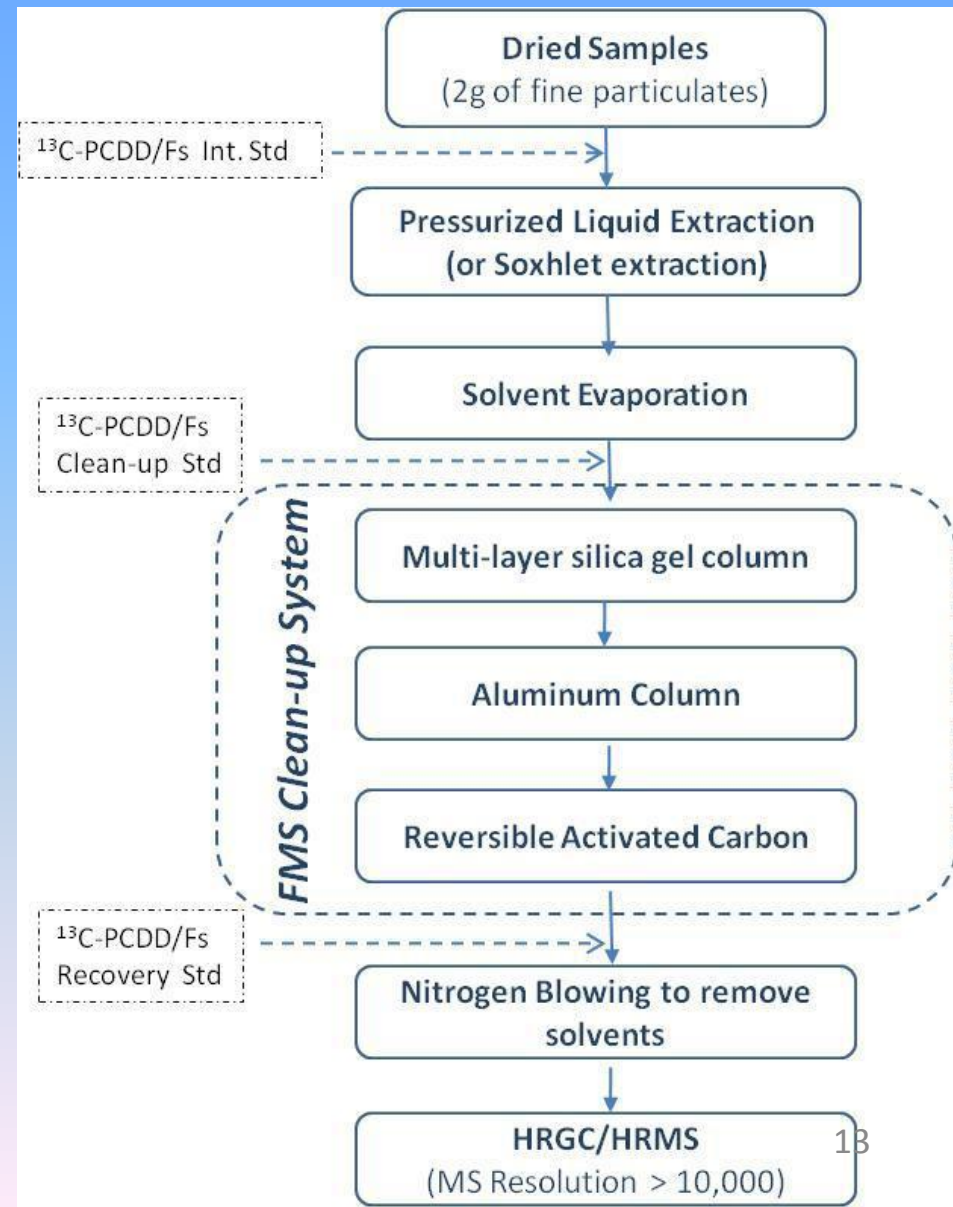 Dried Samples
(2g of fine particulates)
¹³C-PCDD/Fs Int. Std
Pressurized Liquid Extraction
(or Soxhlet extraction)
Solvent Evaporation
¹³C-PCDD/Fs
Clean-up Std
FMS Clean-up System
Multi-layer silica gel column
Aluminum Column
Reversible Activated Carbon
¹³C-PCDD/Fs
Recovery Std
Nitrogen Blowing to remove
solvents
HRGC/HRMS
(MS Resolution > 10,000)
13